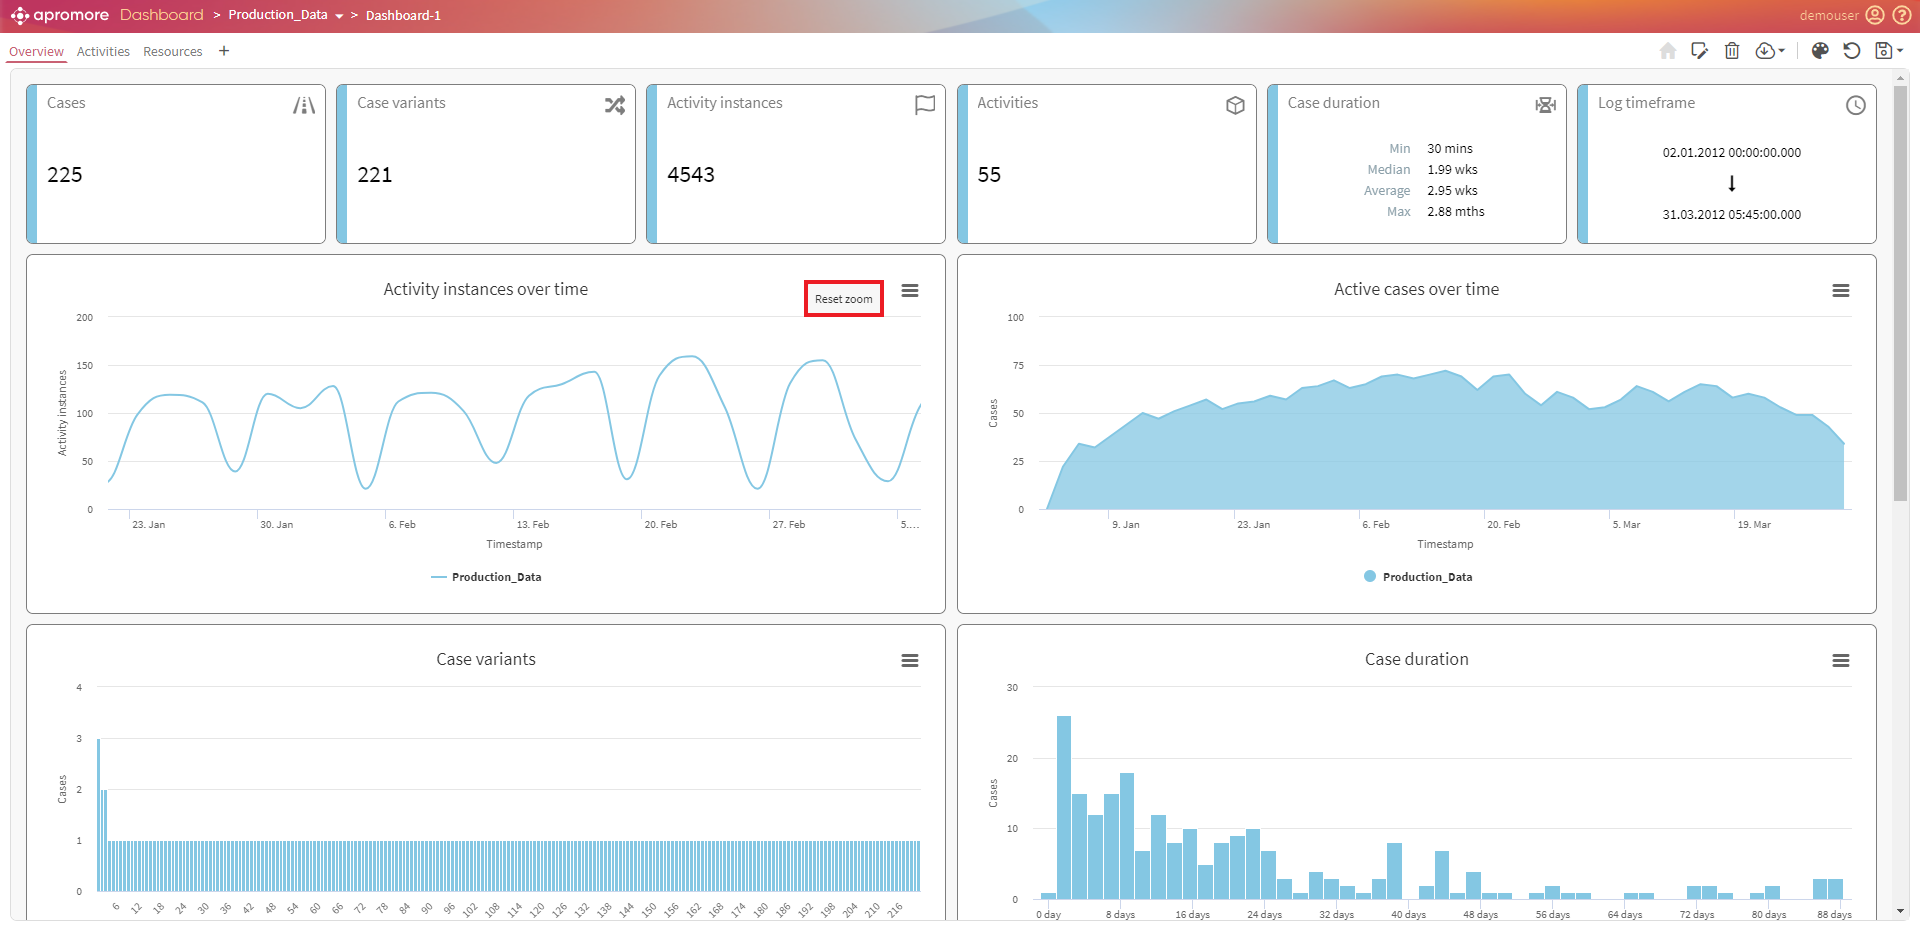 apromore Dashboard > Production_Data > Dashboard-1 demouser
Overview Activities Resources +
Cases
225
Case variants
221
Activity instances
4543
Activities
55
Case duration
Min 30 mins
Median 1.99 wks
Average 2.95 wks
Max 2.88 mths
Log timeframe
02.01.2012 00:00:00.000
31.03.2012 05:45:00.000
Activity instances over time
Reset zoom
200
150
100
50
0
Activity instances
23. Jan 30. Jan 6. Feb 13. Feb 20. Feb 27. Feb 5....
Timestamp
Production_Data
Active cases over time
100
75
50
25
0
Cases
9. Jan 23. Jan 6. Feb 20. Feb 5. Mar 19. Mar
Timestamp
Production_Data
Case variants
4
3
2
1
0
Cases
6 12 18 24 30 36 42 48 54 60 66 72 78 84 90 96 102 108 114 120 126 132 138 144 150 156 162 168 174 180 186 192 198 204 210 216
Case duration
30
20
10
0
Cases
0 day 8 days 16 days 24 days 32 days 40 days 48 days 56 days 64 days 72 days 80 days 88 days